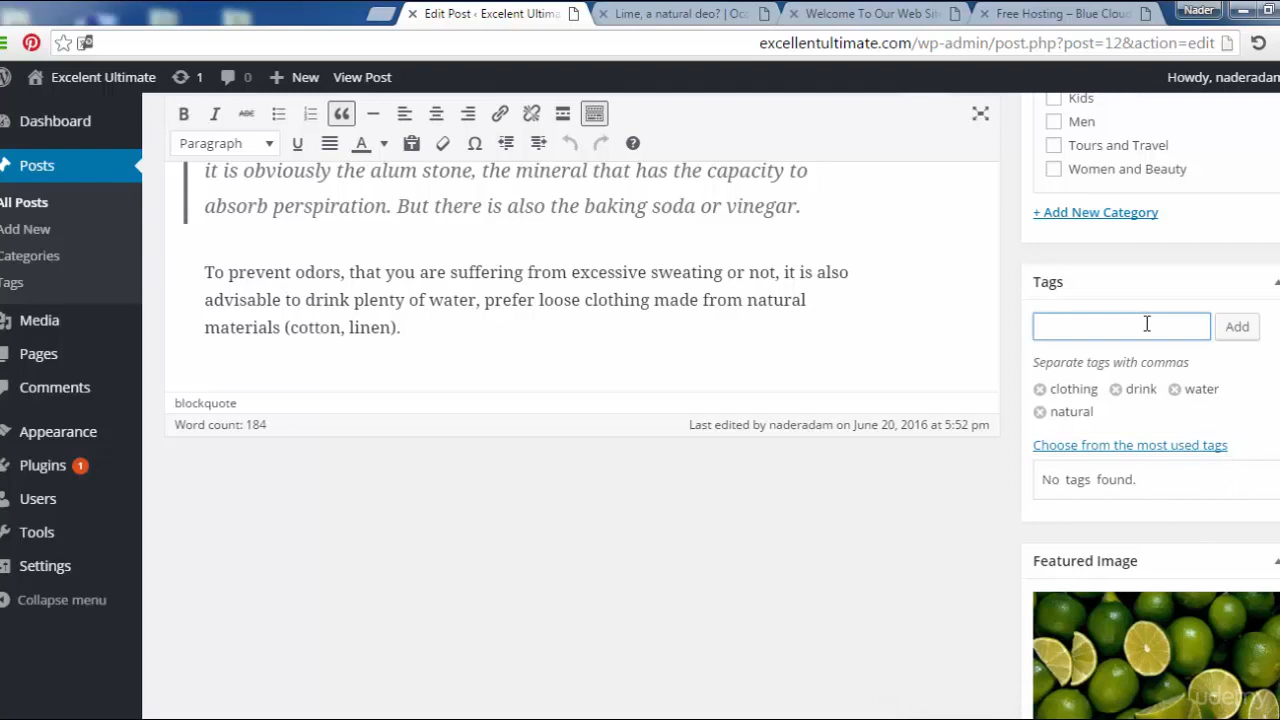 Edit Post ‹ Excelent Ultima
Lime, a natural deo? | Oc
Welcome To Our Web Sit
Free Hosting – Blue Cloud
Nader
excellentultimate.com/wp-admin/post.php?post=12&action=edit
Excelent Ultimate
1
0
New
View Post
Howdy, naderadam
Dashboard
Posts
All Posts
Add New
Categories
Tags
Media
Pages
Comments
Appearance
Plugins 1
Users
Tools
Settings
Collapse menu
B I ABC
Paragraph U A
it is obviously the alum stone, the mineral that has the capacity to
absorb perspiration. But there is also the baking soda or vinegar.
To prevent odors, that you are suffering from excessive sweating or not, it is also
advisable to drink plenty of water, prefer loose clothing made from natural
materials (cotton, linen).
blockquote
Word count: 184
Last edited by naderadam on June 20, 2016 at 5:52 pm
Kids
Men
Tours and Travel
Women and Beauty
+ Add New Category
Tags
Add
Separate tags with commas
clothing drink water
natural
Choose from the most used tags
No tags found.
Featured Image
udemy